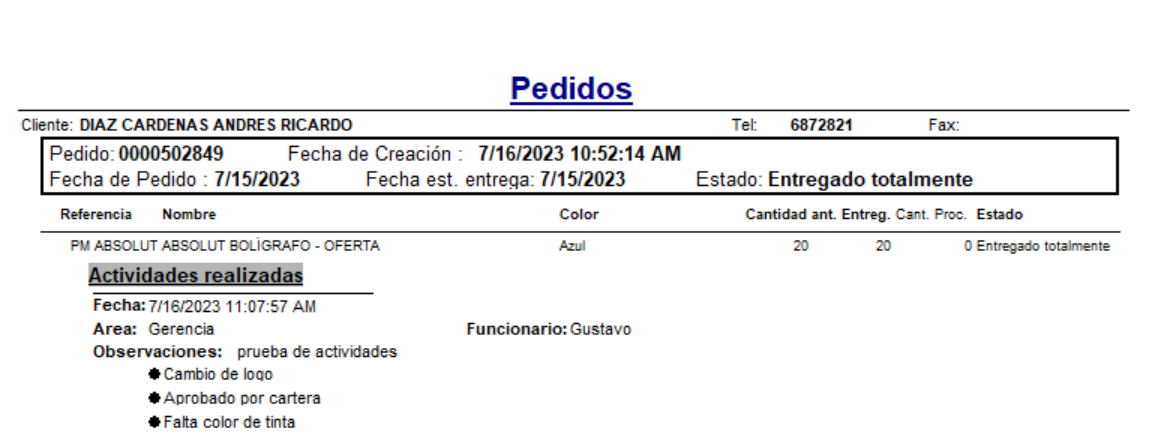 Pedidos
Cliente: DIAZ CARDENAS ANDRES RICARDO Tel: 6872821 Fax:
Pedido: 0000502849 Fecha de Creación : 7/16/2023 10:52:14 AM
Fecha de Pedido : 7/15/2023 Fecha est. entrega: 7/15/2023 Estado: Entregado totalmente
Referencia Nombre Color Cantidad ant. Entreg. Cant. Proc. Estado
PM ABSOLUT ABSOLUT BOLÌGRAFO - OFERTA Azul 20 20 0 Entregado totalmente
Actividades realizadas
Fecha: 7/16/2023 11:07:57 AM
Area: Gerencia Funcionario: Gustavo
Observaciones: prueba de actividades
Cambio de logo
Aprobado por cartera
Falta color de tinta